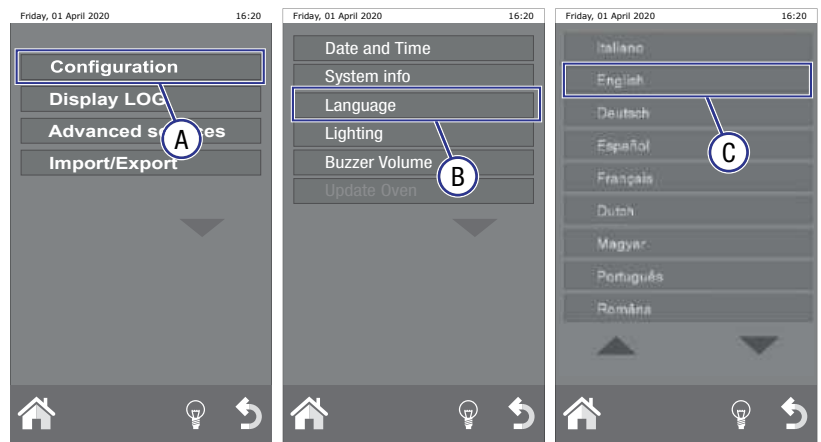 Friday, 01 April 2020 16:20
Configuration
Display LOG
Advanced services
Import/Export
A
Friday, 01 April 2020 16:20
Date and Time
System info
Language
Lighting
Buzzer Volume
Update Oven
B
Friday, 01 April 2020 16:20
Italiano
English
Deutsch
Español
Français
Dutch
Magyar
Português
Româna
C